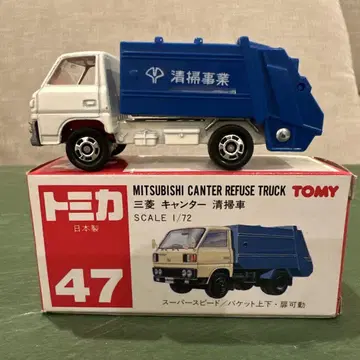 清掃事業
トミカ
日本製
47
MITSUBISHI CANTER REFUSE TRUCK TOMY
三菱 キャンター 清掃車
SCALE 1/72
スーパースピード/バケット上下・扉可動